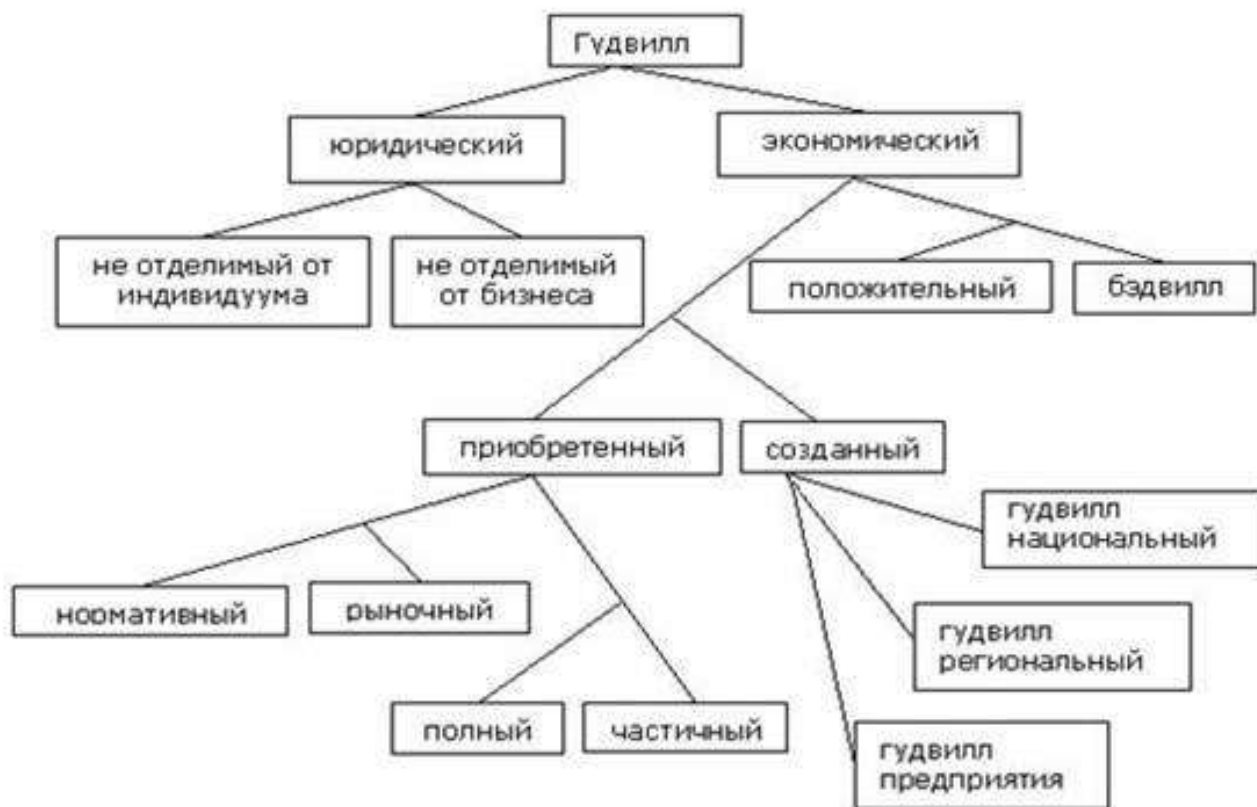 Гудвилл
юридический
экономический
не отделимый от
индивидуума
не отделимый
от бизнеса
положительный
бэдвилл
приобретенный
созданный
гудвилл
национальный
нормативный
рыночный
гудвилл
региональный
полный
частичный
гудвилл
предприятия